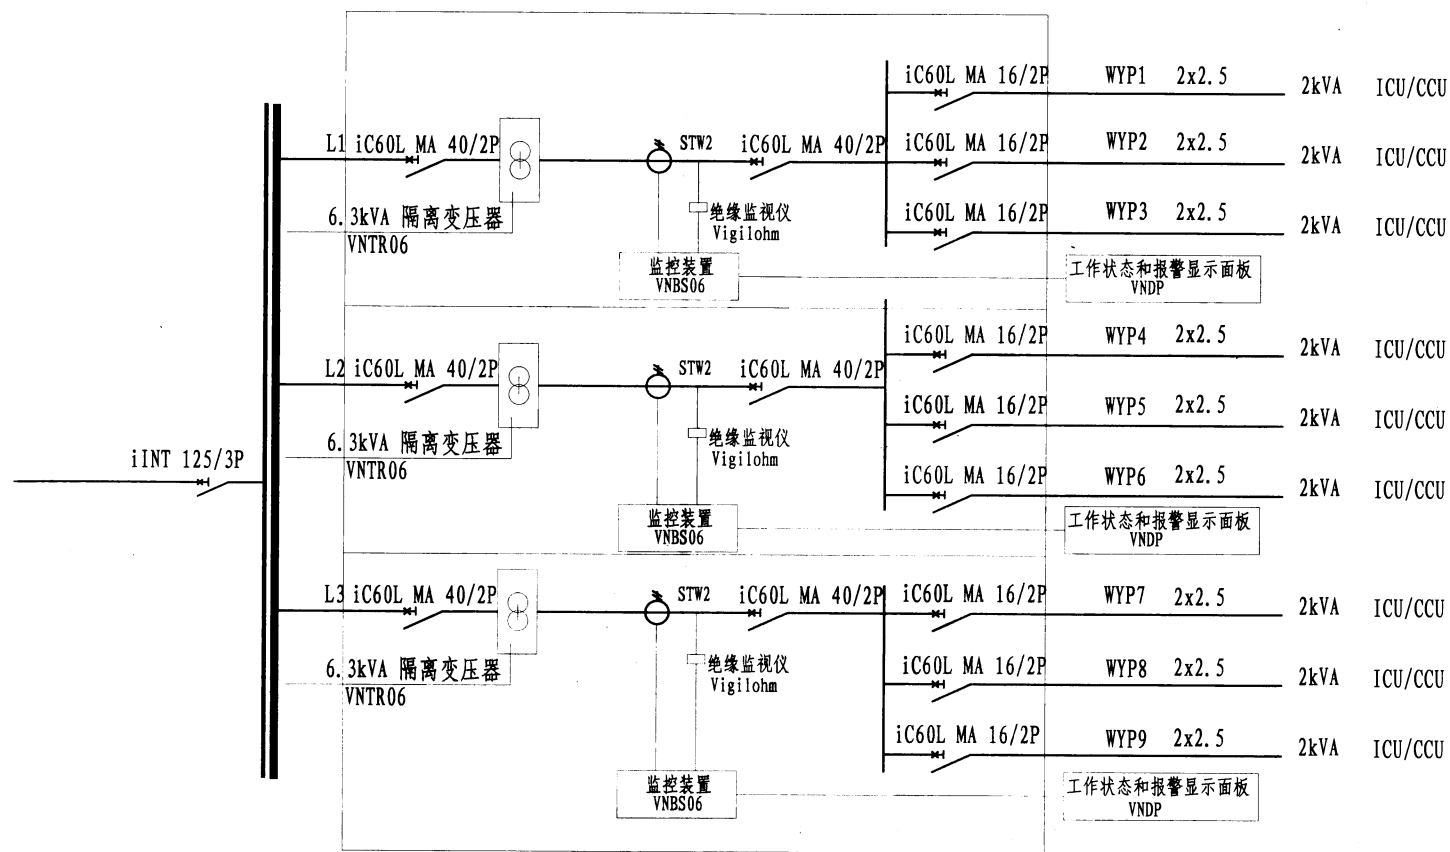 iINT 125/3P
L1 iC60L MA 40/2P
6.3kVA 隔离变压器
VNTR06
STW2
绝缘监视仪
Vigilohm
监控装置
VNBS06
iC60L MA 40/2P
iC60L MA 16/2P WYP1 2x2.5 2kVA ICU/CCU
iC60L MA 16/2P WYP2 2x2.5 2kVA ICU/CCU
iC60L MA 16/2P WYP3 2x2.5 2kVA ICU/CCU
工作状态和报警显示面板
VNDP
L2 iC60L MA 40/2P
6.3kVA 隔离变压器
VNTR06
STW2
绝缘监视仪
Vigilohm
监控装置
VNBS06
iC60L MA 40/2P
iC60L MA 16/2P WYP4 2x2.5 2kVA ICU/CCU
iC60L MA 16/2P WYP5 2x2.5 2kVA ICU/CCU
iC60L MA 16/2P WYP6 2x2.5 2kVA ICU/CCU
工作状态和报警显示面板
VNDP
L3 iC60L MA 40/2P
6.3kVA 隔离变压器
VNTR06
STW2
绝缘监视仪
Vigilohm
监控装置
VNBS06
iC60L MA 40/2P
iC60L MA 16/2P WYP7 2x2.5 2kVA ICU/CCU
iC60L MA 16/2P WYP8 2x2.5 2kVA ICU/CCU
iC60L MA 16/2P WYP9 2x2.5 2kVA ICU/CCU
工作状态和报警显示面板
VNDP